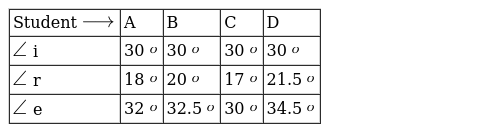 Student ⟶ A B C D
∠ i 30 ° 30 ° 30 ° 30 °
∠ r 18 ° 20 ° 17 ° 21.5 °
∠ e 32 ° 32.5 ° 30 ° 34.5 °